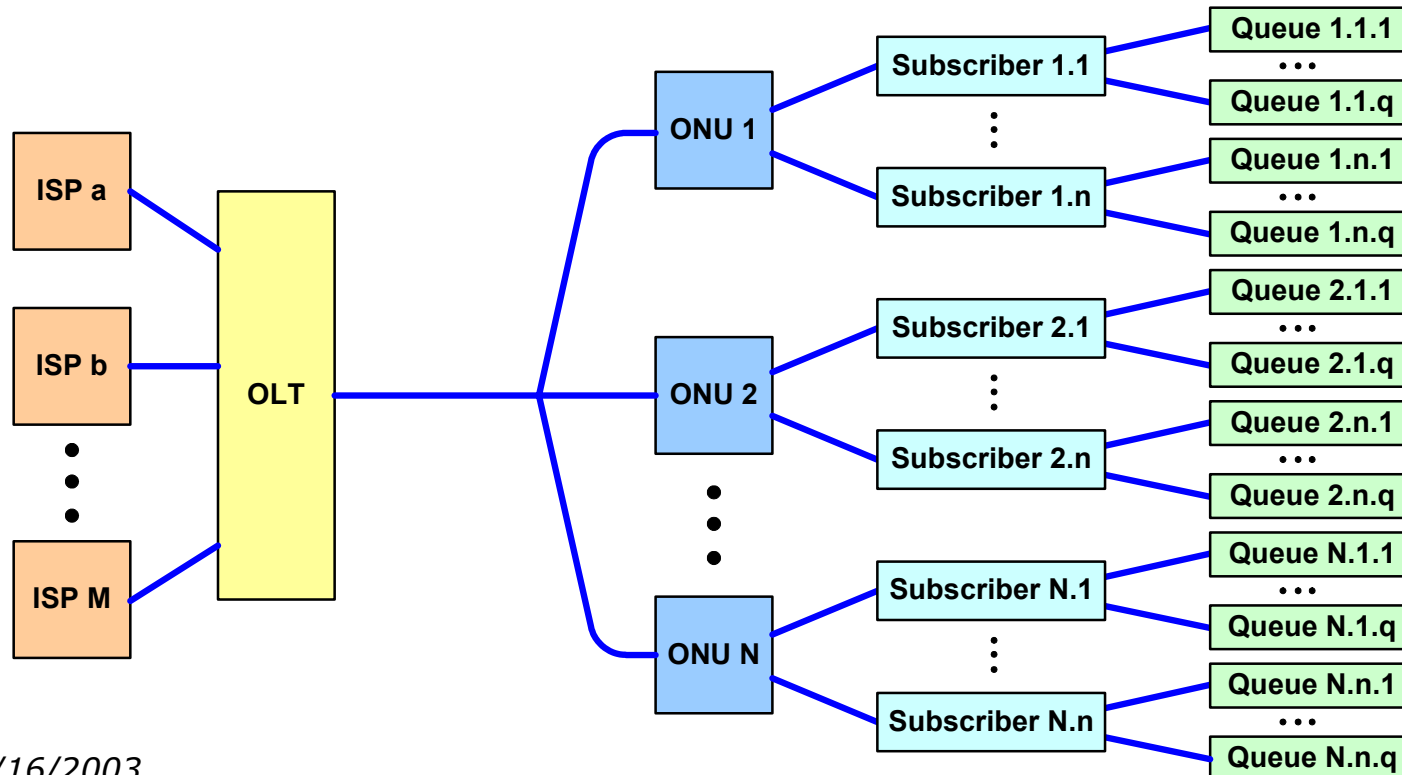 ISP a
ISP b
ISP M
OLT
ONU 1
ONU 2
ONU N
Subscriber 1.1
Subscriber 1.n
Subscriber 2.1
Subscriber 2.n
Subscriber N.1
Subscriber N.n
Queue 1.1.1
Queue 1.1.q
Queue 1.n.1
Queue 1.n.q
Queue 2.1.1
Queue 2.1.q
Queue 2.n.1
Queue 2.n.q
Queue N.1.1
Queue N.1.q
Queue N.n.1
Queue N.n.q
/16/2003